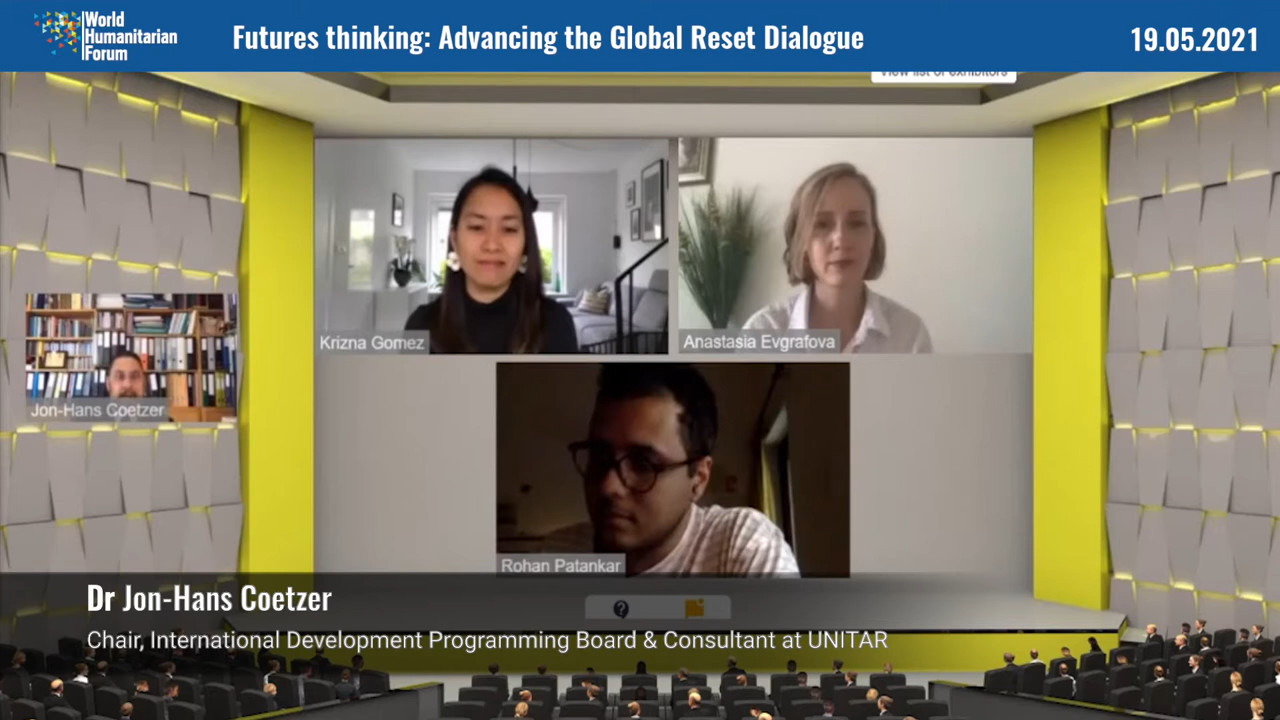 World
Humanitarian
Forum
Futures thinking: Advancing the Global Reset Dialogue
19.05.2021
View list of exhibitors
Krizna Gomez
Anastasia Evgrafova
Jon-Hans Coetzer
Rohan Patankar
Dr Jon-Hans Coetzer
?
Chair, International Development Programming Board & Consultant at UNITAR